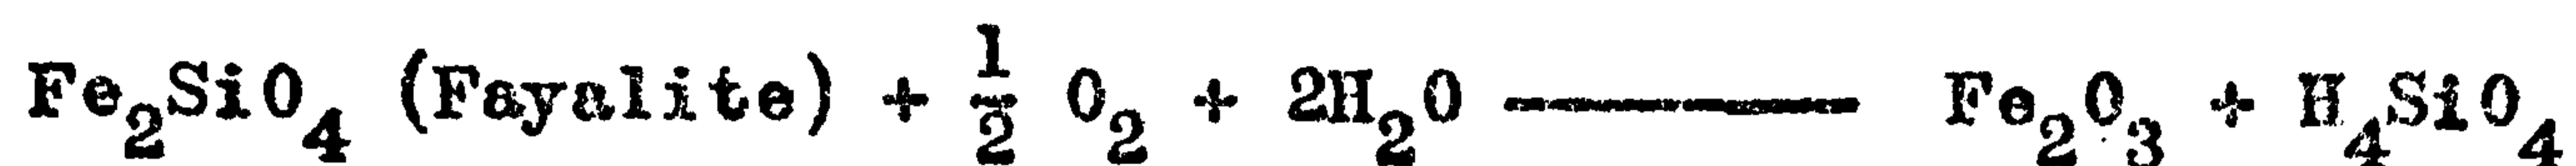 Fe₂SiO₄ (Fayalite) + ½ O₂ + 2H₂O ——— Fe₂O₃ + H₄SiO₄